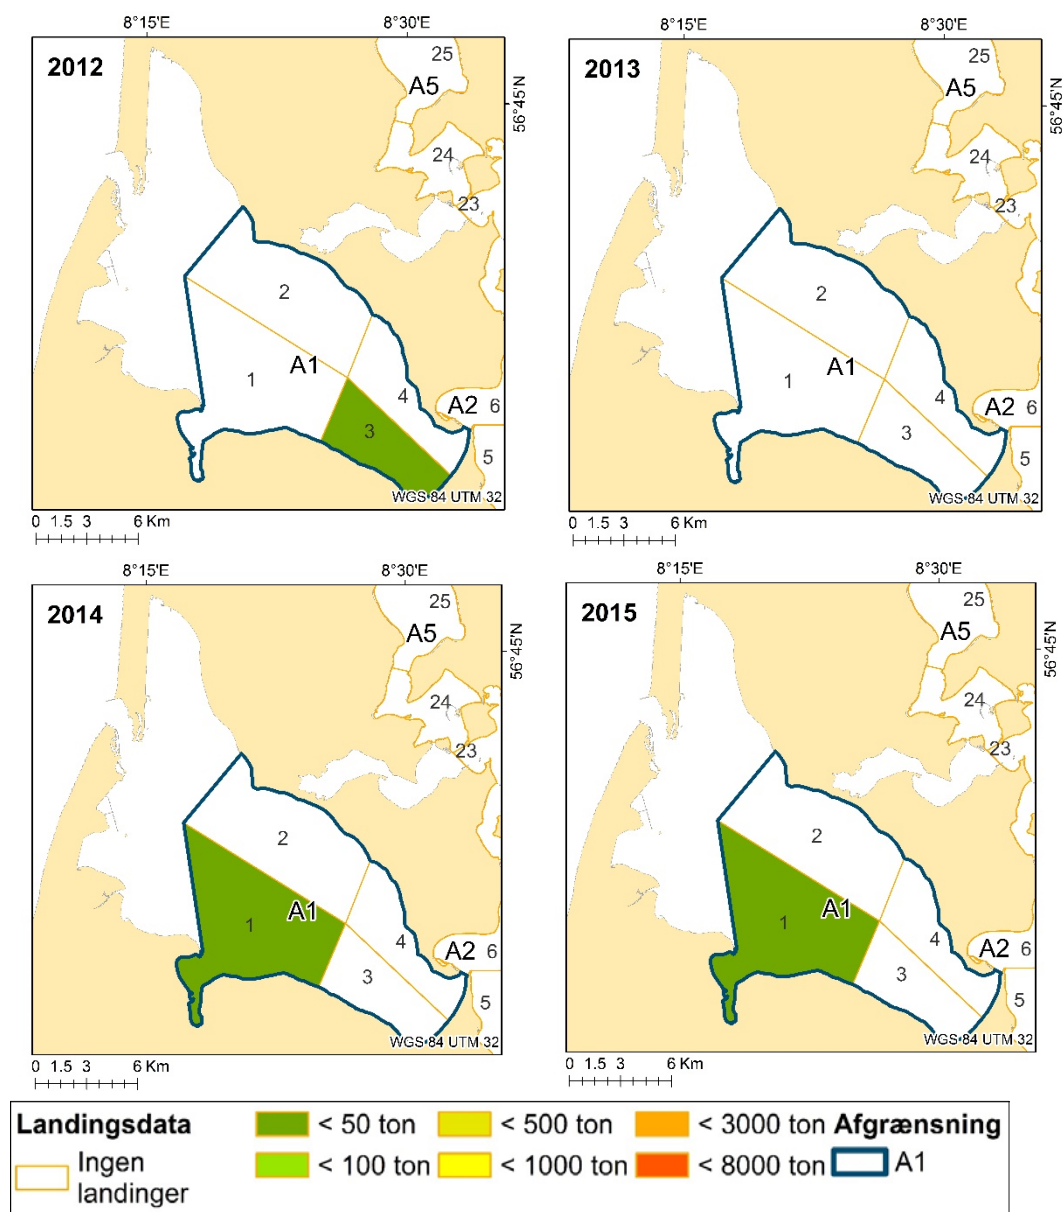 8°15'E
8°30'E
2012
25
A5
56°45'N
24
23
2
A1
1
4
A2
6
3
5
WGS 84 UTM 32
0 1.5 3 6 Km
8°15'E
8°30'E
2013
25
A5
56°45'N
24
23
2
A1
1
4
A2
6
3
5
WGS 84 UTM 32
0 1.5 3 6 Km
8°15'E
8°30'E
2014
25
A5
56°45'N
24
23
2
A1
1
4
A2
6
3
5
WGS 84 UTM 32
0 1.5 3 6 Km
8°15'E
8°30'E
2015
25
A5
56°45'N
24
23
2
A1
1
4
A2
6
3
5
WGS 84 UTM 32
0 1.5 3 6 Km
Landingsdata
Ingen
landinger
< 50 ton
< 500 ton
< 3000 ton
< 100 ton
< 1000 ton
< 8000 ton
Afgrænsning
A1